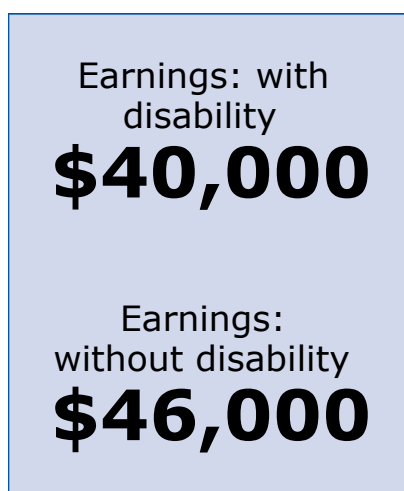 Earnings: with
disability
$40,000
Earnings:
without disability
$46,000